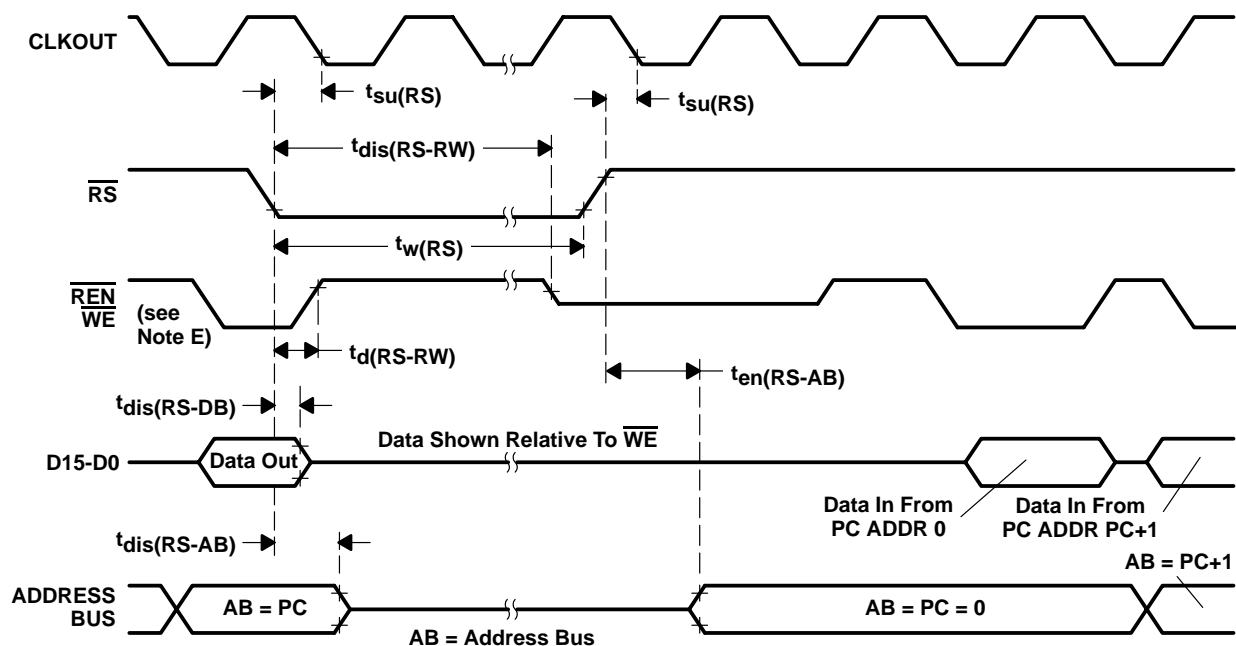 CLKOUT
tsu(RS)
tsu(RS)
tdis(RS-RW)
RS
tw(RS)
REN
WE
(see
Note E)
td(RS-RW)
ten(RS-AB)
tdis(RS-DB)
Data Shown Relative To WE
D15-D0
Data Out
Data In From
PC ADDR 0
Data In From
PC ADDR PC+1
tdis(RS-AB)
AB = PC+1
ADDRESS
BUS
AB = PC
AB = PC = 0
AB = Address Bus